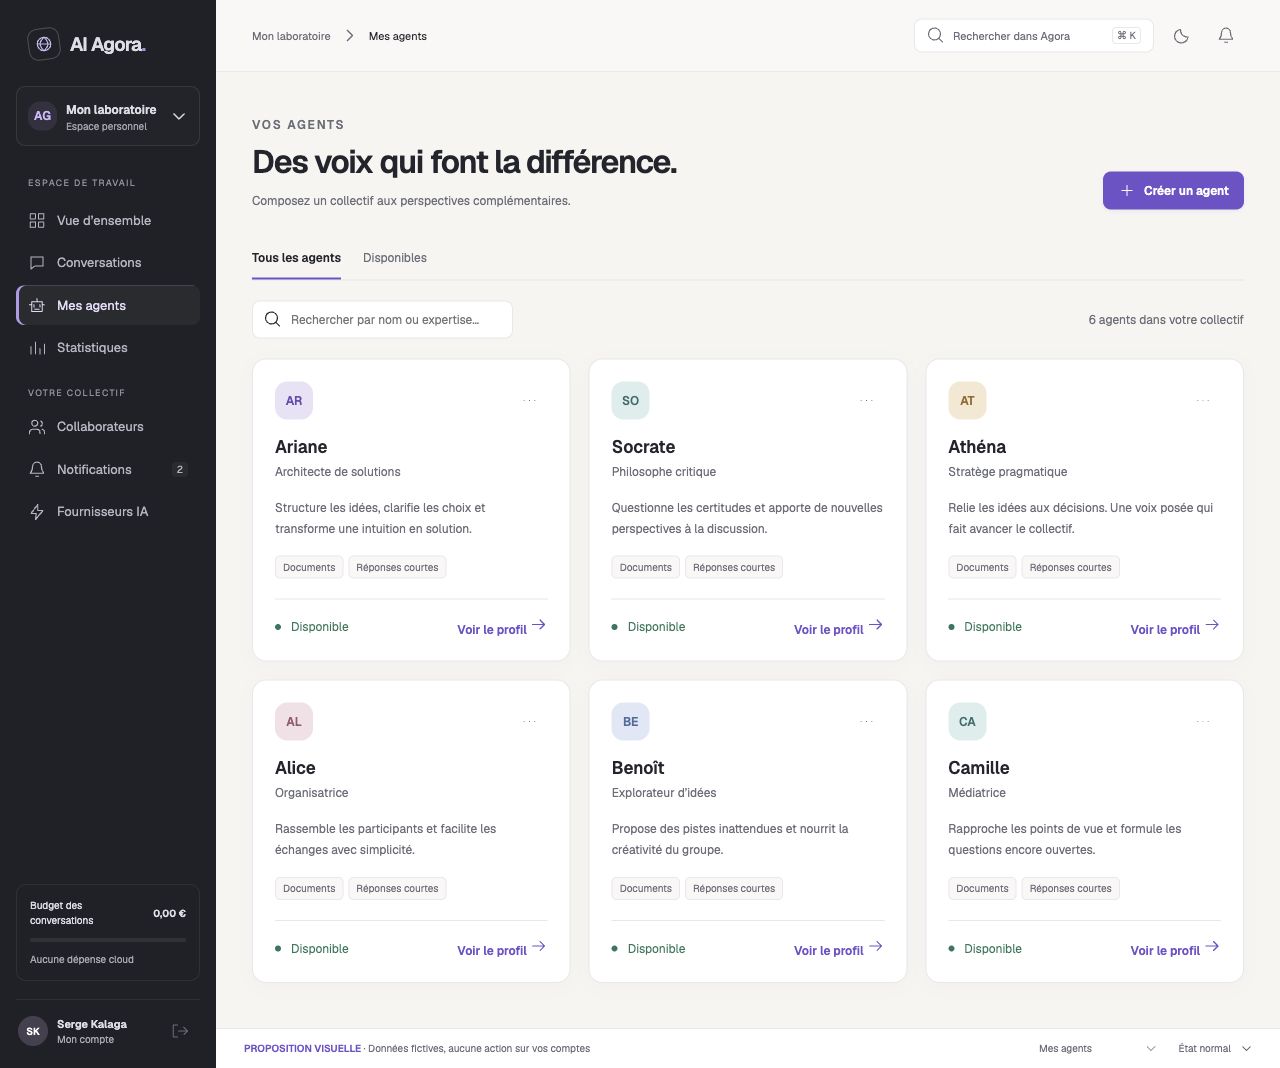 AI Agora.
AG
Mon laboratoire
Espace personnel
ESPACE DE TRAVAIL
Vue d'ensemble
Conversations
Mes agents
Statistiques
VOTRE COLLECTIF
Collaborateurs
Notifications 2
Fournisseurs IA
Budget des
conversations
0,00 €
Aucune dépense cloud
SK
Serge Kalaga
Mon compte
Mon laboratoire
Mes agents
Rechercher dans Agora
⌘ K
VOS AGENTS
Des voix qui font la différence.
Composez un collectif aux perspectives complémentaires.
Créer un agent
Tous les agents
Disponibles
Rechercher par nom ou expertise…
6 agents dans votre collectif
AR
Ariane
Architecte de solutions
Structure les idées, clarifie les choix et
transforme une intuition en solution.
Documents
Réponses courtes
Disponible
Voir le profil
SO
Socrate
Philosophe critique
Questionne les certitudes et apporte de nouvelles
perspectives à la discussion.
Documents
Réponses courtes
Disponible
Voir le profil
AT
Athéna
Stratège pragmatique
Relie les idées aux décisions. Une voix posée qui
fait avancer le collectif.
Documents
Réponses courtes
Disponible
Voir le profil
AL
Alice
Organisatrice
Rassemble les participants et facilite les
échanges avec simplicité.
Documents
Réponses courtes
Disponible
Voir le profil
BE
Benoît
Explorateur d'idées
Propose des pistes inattendues et nourrit la
créativité du groupe.
Documents
Réponses courtes
Disponible
Voir le profil
CA
Camille
Médiatrice
Rapproche les points de vue et formule les
questions encore ouvertes.
Documents
Réponses courtes
Disponible
Voir le profil
PROPOSITION VISUELLE · Données fictives, aucune action sur vos comptes
Mes agents
État normal